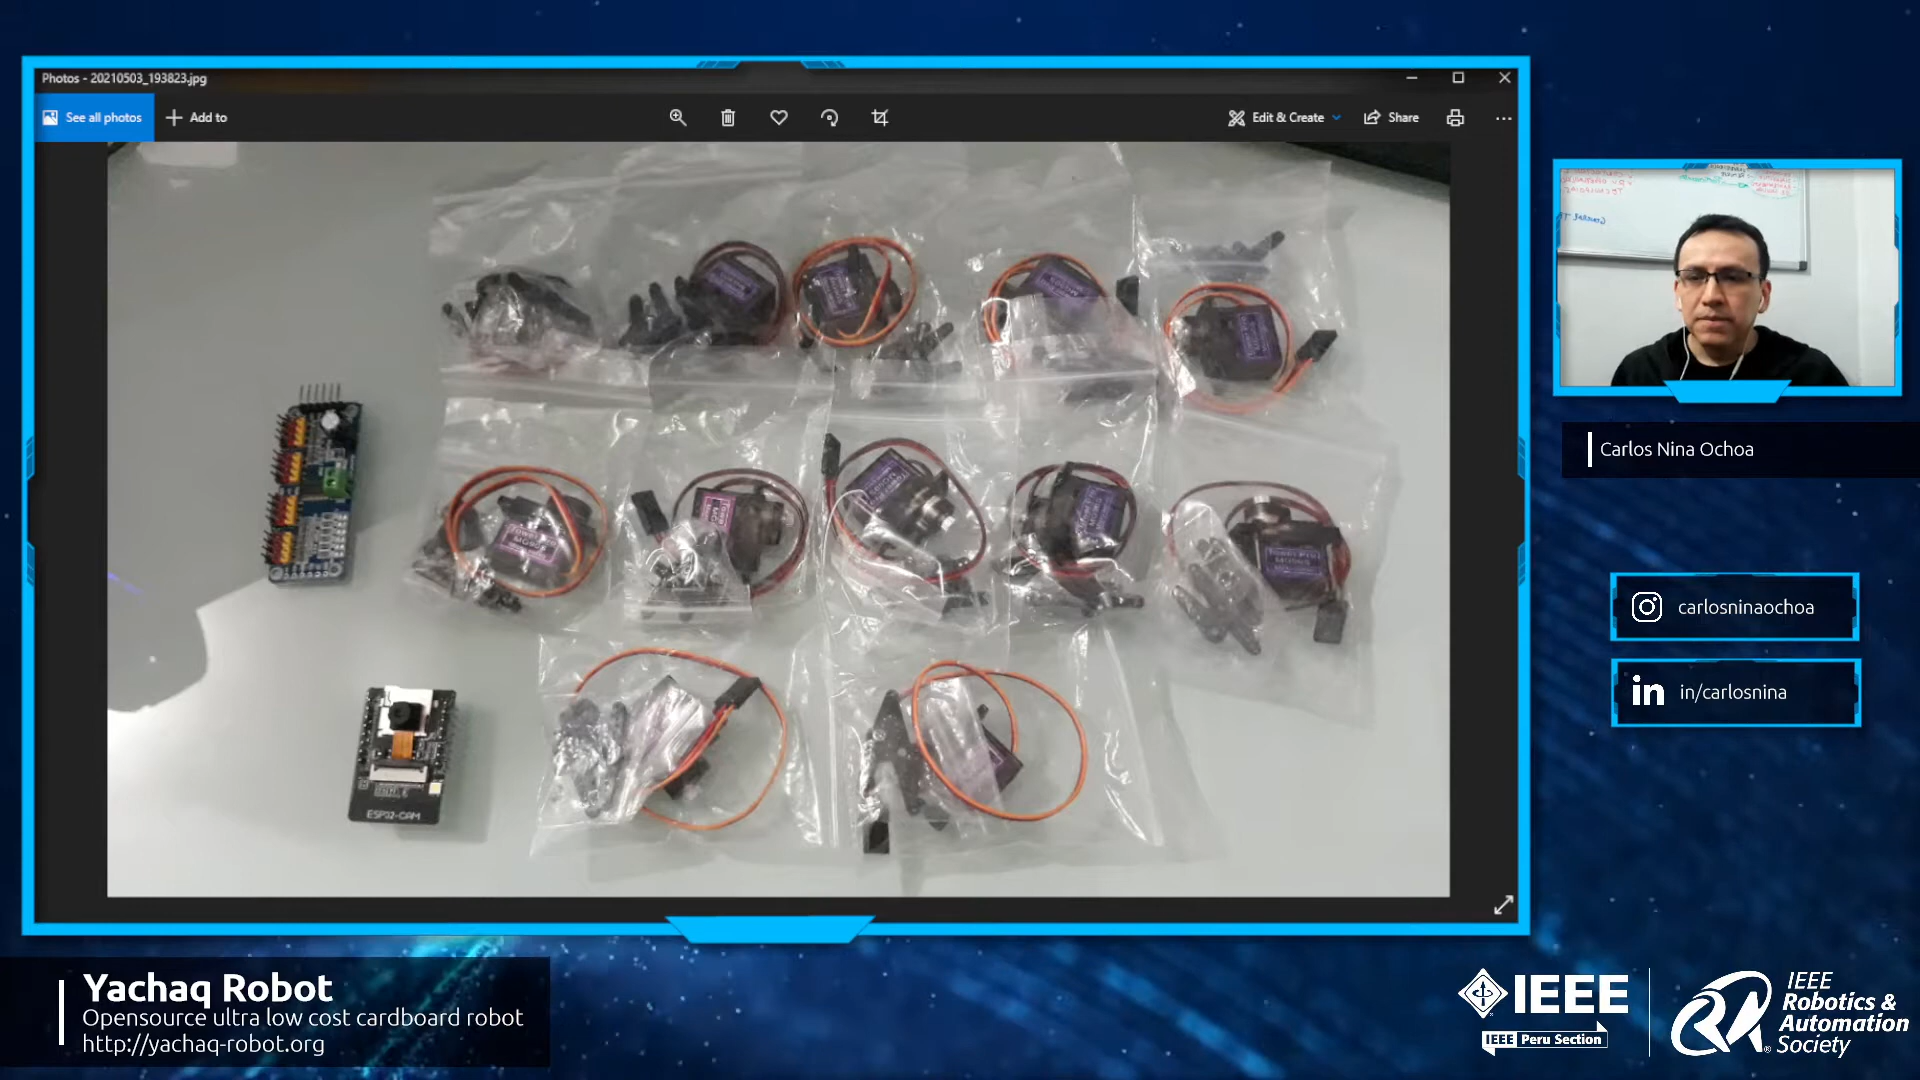 Photos - 20210503_193823.jpg
See all photos
Add to
Edit & Create
Share
ESP32-CAM
Carlos Nina Ochoa
carlosninaochoa
in/carlosnina
Yachaq Robot
Opensource ultra low cost cardboard robot
http://yachaq-robot.org
IEEE
IEEE Peru Section
IEEE
Robotics &
Automation
Society